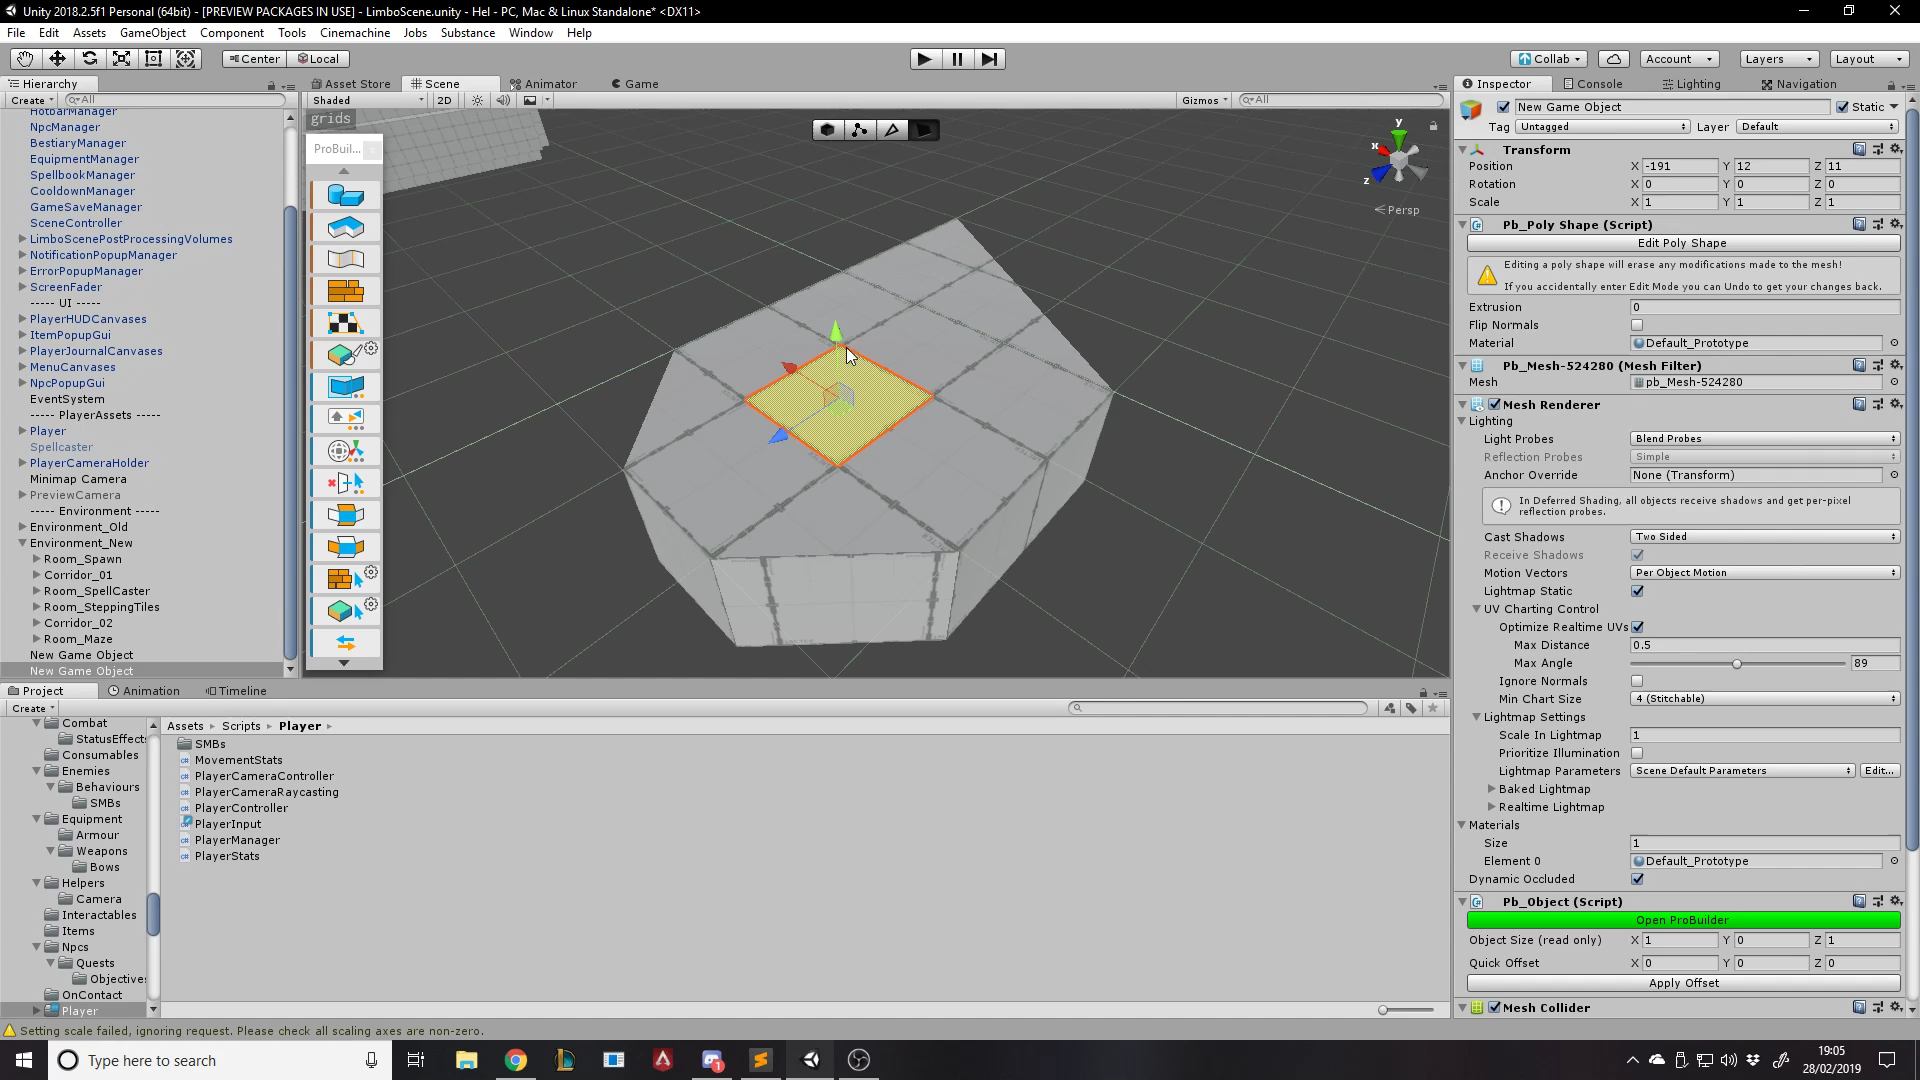 Unity 2018.2.5f1 Personal (64bit) - [PREVIEW PACKAGES IN USE] - LimboScene.unity - Hel - PC, Mac & Linux Standalone* <DX11>
File Edit Assets GameObject Component Tools Cinemachine Jobs Substance Window Help
Center Local Collab Account Layers Layout
Hierarchy Asset Store Scene Animator Game Inspector Console Lighting Navigation
Create All Shaded 2D Gizmos All
HotbarManager
NpcManager
BestiaryManager
EquipmentManager
SpellbookManager
CooldownManager
GameSaveManager
SceneController
LimboScenePostProcessingVolumes
NotificationPopupManager
ErrorPopupManager
ScreenFader
----- UI -----
PlayerHUDCanvases
ItemPopupGui
PlayerJournalCanvases
MenuCanvases
NpcPopupGui
EventSystem
----- PlayerAssets -----
Player
Spellcaster
PlayerCameraHolder
Minimap Camera
PreviewCamera
----- Environment -----
Environment_Old
Environment_New
Room_Spawn
Corridor_01
Room_SpellCaster
Room_SteppingTiles
Corridor_02
Room_Maze
New Game Object
New Game Object
grids
ProBuil...
y
x
z
Persp
New Game Object Static
Tag Untagged Layer Default
Transform
Position X -191 Y 12 Z 11
Rotation X 0 Y 0 Z 0
Scale X 1 Y 1 Z 1
Pb_Poly Shape (Script)
Edit Poly Shape
Editing a poly shape will erase any modifications made to the mesh!
If you accidentally enter Edit Mode you can Undo to get your changes back.
Extrusion 0
Flip Normals
Material Default_Prototype
Pb_Mesh-524280 (Mesh Filter)
Mesh pb_Mesh-524280
Mesh Renderer
Lighting
Light Probes Blend Probes
Reflection Probes Simple
Anchor Override None (Transform)
In Deferred Shading, all objects receive shadows and get per-pixel
reflection probes.
Cast Shadows Two Sided
Receive Shadows
Motion Vectors Per Object Motion
Lightmap Static
UV Charting Control
Optimize Realtime UVs
Max Distance 0.5
Max Angle 89
Ignore Normals
Min Chart Size 4 (Stitchable)
Lightmap Settings
Scale In Lightmap 1
Prioritize Illumination
Lightmap Parameters Scene Default Parameters Edit...
Baked Lightmap
Realtime Lightmap
Materials
Size 1
Element 0 Default_Prototype
Dynamic Occluded
Pb_Object (Script)
Open ProBuilder
Object Size (read only) X 1 Y 0 Z 1
Quick Offset X 0 Y 0 Z 0
Apply Offset
Mesh Collider
Project Animation Timeline
Create
Combat
StatusEffects
Consumables
Enemies
Behaviours
SMBs
Equipment
Armour
Weapons
Bows
Helpers
Camera
Interactables
Items
Npcs
Quests
Objectives
OnContact
Player
Assets Scripts Player
SMBs
MovementStats
PlayerCameraController
PlayerCameraRaycasting
PlayerController
PlayerInput
PlayerManager
PlayerStats
Setting scale failed, ignoring request. Please check all scaling axes are non-zero.
Type here to search
1
19:05
28/02/2019